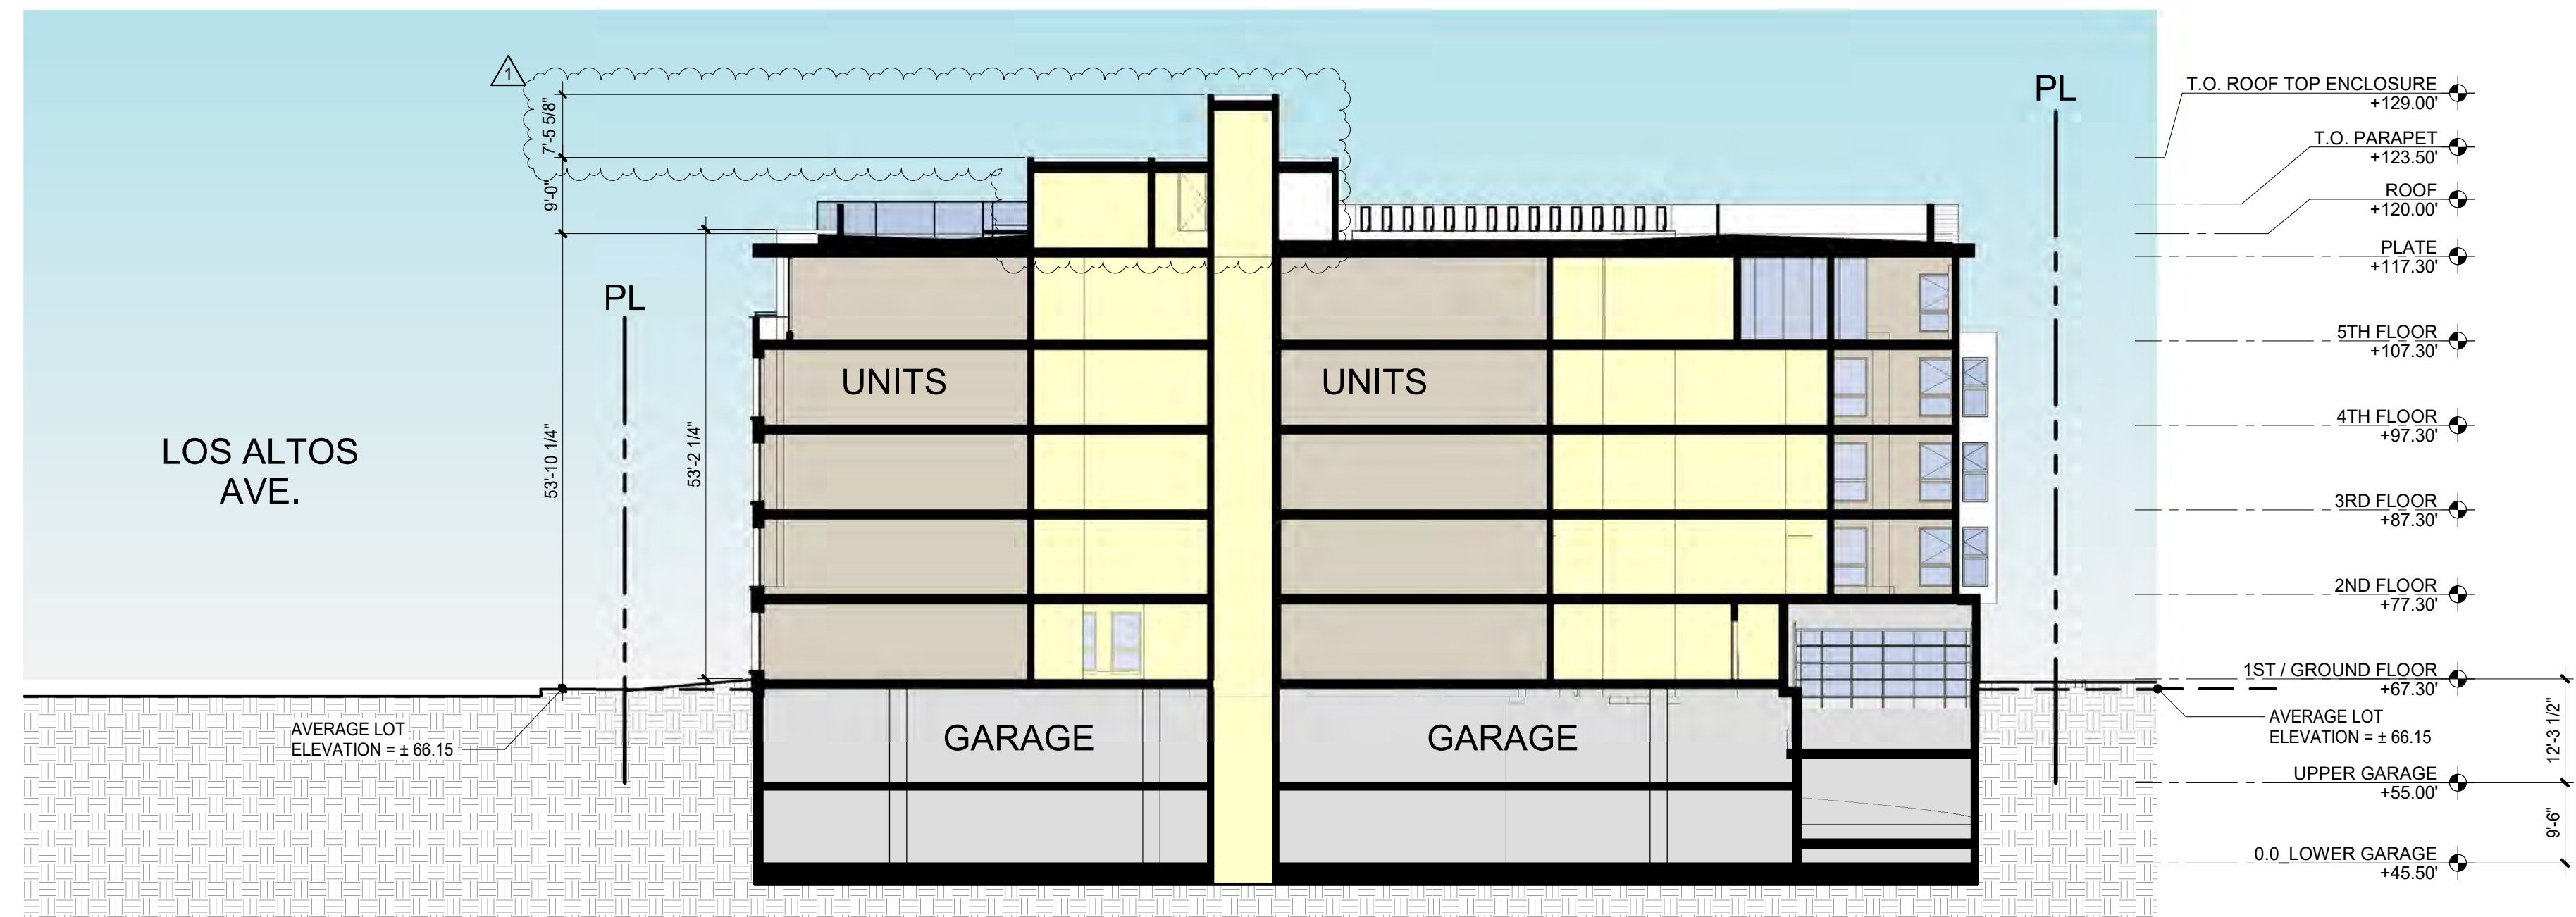 1
7'-5 5/8"
9'-0"
53'-10 1/4"
53'-2 1/4"
PL
PL
LOS ALTOS
AVE.
UNITS
UNITS
GARAGE
GARAGE
AVERAGE LOT
ELEVATION = ± 66.15
T.O. ROOF TOP ENCLOSURE
+129.00'
T.O. PARAPET
+123.50'
ROOF
+120.00'
PLATE
+117.30'
5TH FLOOR
+107.30'
4TH FLOOR
+97.30'
3RD FLOOR
+87.30'
2ND FLOOR
+77.30'
1ST / GROUND FLOOR
+67.30'
AVERAGE LOT
ELEVATION = ± 66.15
UPPER GARAGE
+55.00'
0.0 LOWER GARAGE
+45.50'
12'-3 1/2"
9'-6"